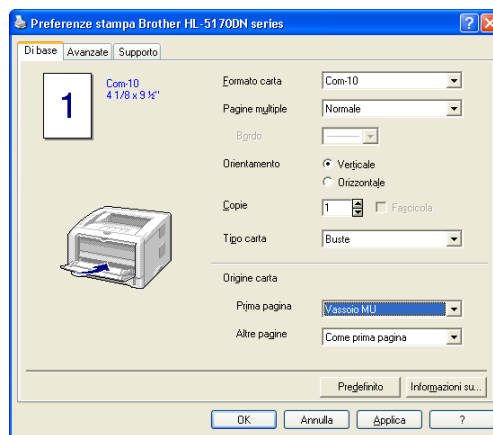 Preferenze stampa Brother HL-5170DN series
Di base Avanzate Supporto
1
Com-10
4 1/8 x 9 ½"
Formato carta Com-10
Pagine multiple Normale
Bordo
Orientamento Verticale
Orizzontale
Copie 1 Fascicola
Tipo carta Buste
Origine carta
Prima pagina Vassoio MU
Altre pagine Come prima pagina
Predefinito Informazioni su...
OK Annulla Applica ?